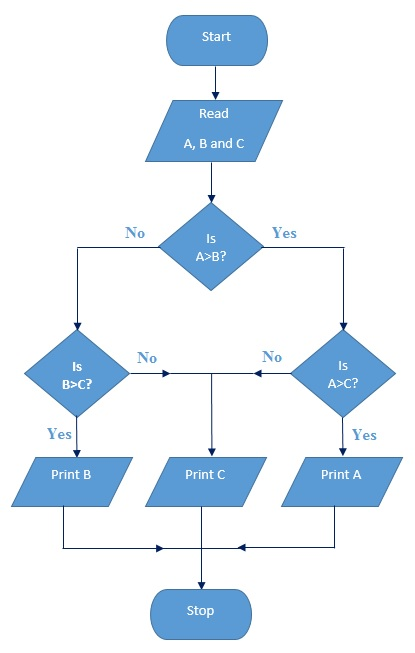 Start
Read
A, B and C
No
Is
A>B?
Yes
Is
B>C?
No
No
Is
A>C?
Yes
Yes
Print B
Print C
Print A
Stop